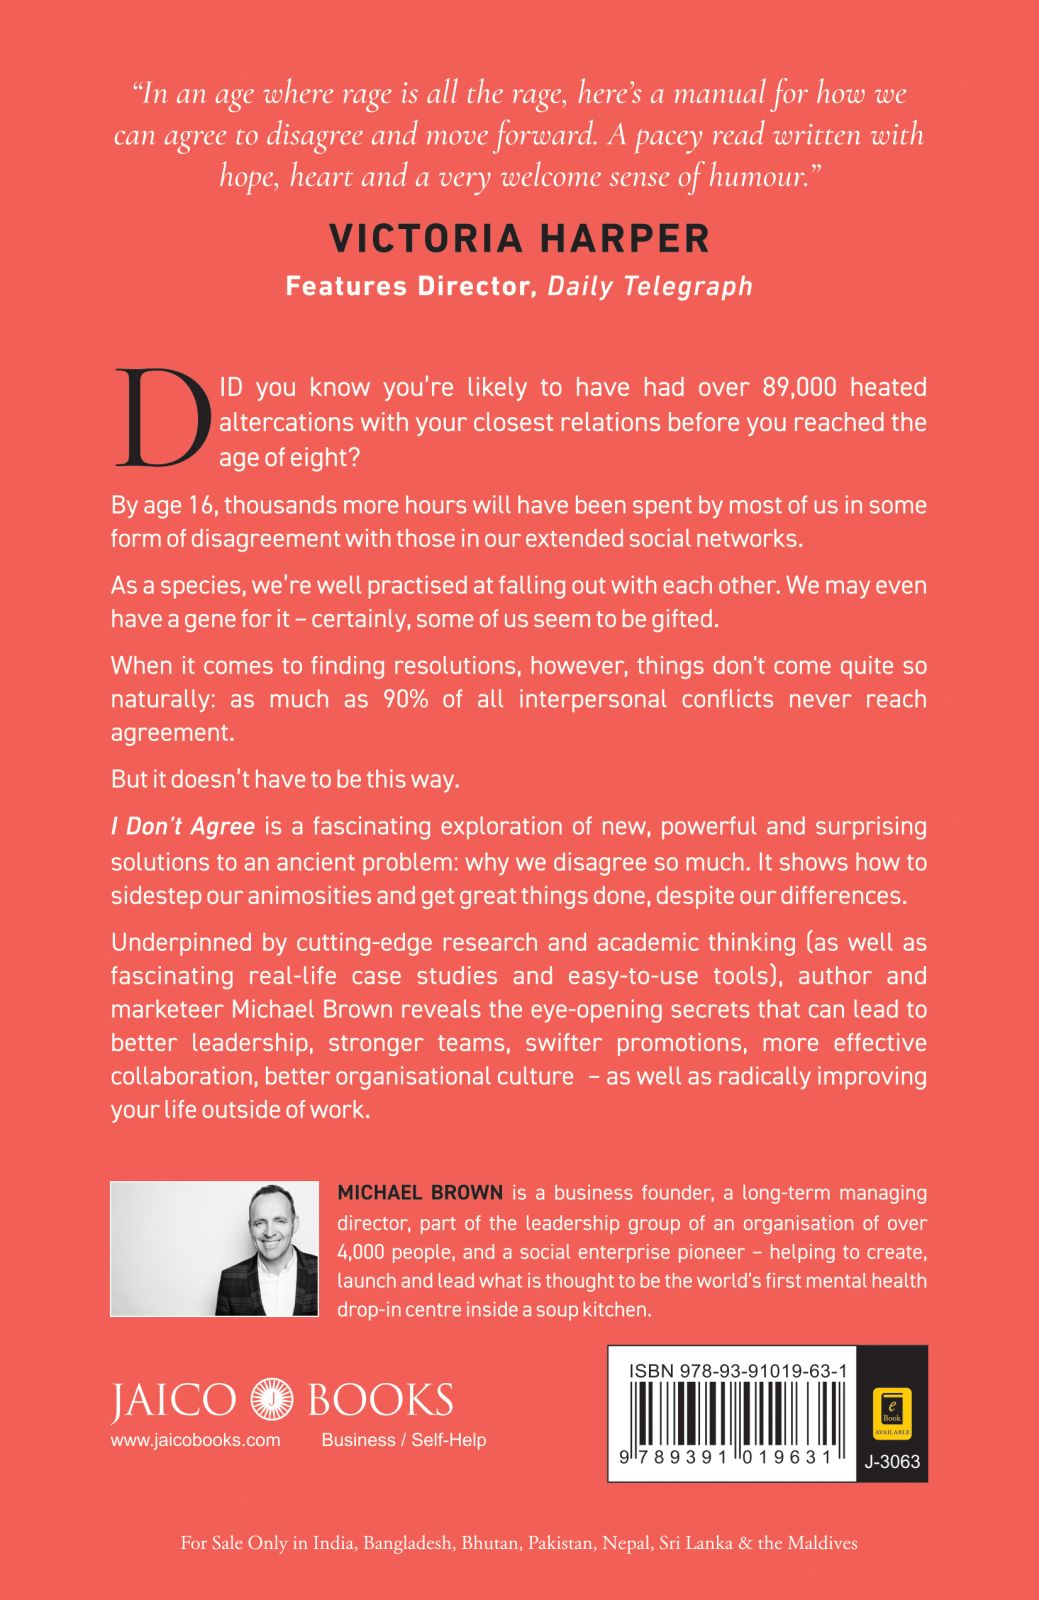 “In an age where rage is all the rage, here’s a manual for how we
can agree to disagree and move forward. A pacey read written with
hope, heart and a very welcome sense of humour.”
VICTORIA HARPER
Features Director, Daily Telegraph
DID you know you’re likely to have had over 89,000 heated
altercations with your closest relations before you reached the
age of eight?
By age 16, thousands more hours will have been spent by most of us in some
form of disagreement with those in our extended social networks.
As a species, we’re well practised at falling out with each other. We may even
have a gene for it – certainly, some of us seem to be gifted.
When it comes to finding resolutions, however, things don’t come quite so
naturally: as much as 90% of all interpersonal conflicts never reach
agreement.
But it doesn’t have to be this way.
I Don’t Agree is a fascinating exploration of new, powerful and surprising
solutions to an ancient problem: why we disagree so much. It shows how to
sidestep our animosities and get great things done, despite our differences.
Underpinned by cutting-edge research and academic thinking (as well as
fascinating real-life case studies and easy-to-use tools), author and
marketeer Michael Brown reveals the eye-opening secrets that can lead to
better leadership, stronger teams, swifter promotions, more effective
collaboration, better organisational culture – as well as radically improving
your life outside of work.
MICHAEL BROWN is a business founder, a long-term managing
director, part of the leadership group of an organisation of over
4,000 people, and a social enterprise pioneer – helping to create,
launch and lead what is thought to be the world's first mental health
drop-in centre inside a soup kitchen.
JAICO J BOOKS
www.jaicobooks.com Business / Self-Help
ISBN 978-93-91019-63-1
9 789391 019631
e
Book
AVAILABLE
J-3063
For Sale Only in India, Bangladesh, Bhutan, Pakistan, Nepal, Sri Lanka & the Maldives